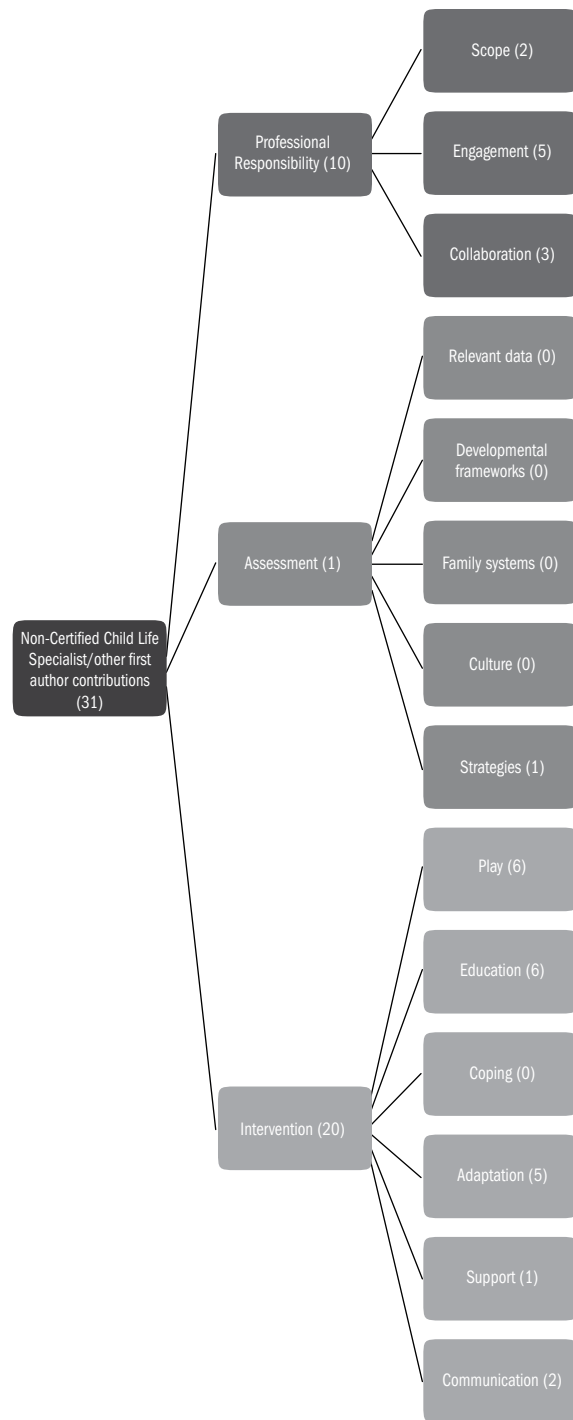 Non-Certified Child Life
Specialist/other first
author contributions
(31)
Professional
Responsibility (10)
Scope (2)
Engagement (5)
Collaboration (3)
Assessment (1)
Relevant data (0)
Developmental
frameworks (0)
Family systems (0)
Culture (0)
Strategies (1)
Intervention (20)
Play (6)
Education (6)
Coping (0)
Adaptation (5)
Support (1)
Communication (2)